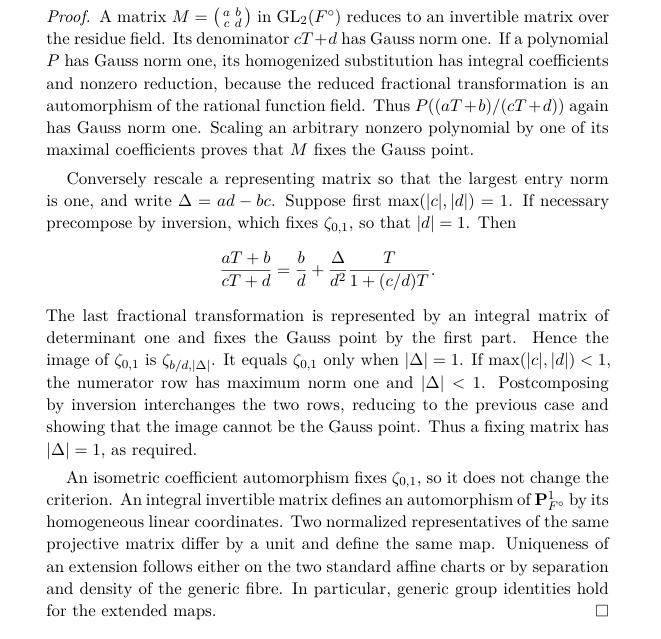 Proof. A matrix M = (a b c d) in GL₂(F°) reduces to an invertible matrix over
the residue field. Its denominator cT+d has Gauss norm one. If a polynomial
P has Gauss norm one, its homogenized substitution has integral coefficients
and nonzero reduction, because the reduced fractional transformation is an
automorphism of the rational function field. Thus P((aT+b)/(cT+d)) again
has Gauss norm one. Scaling an arbitrary nonzero polynomial by one of its
maximal coefficients proves that M fixes the Gauss point.
Conversely rescale a representing matrix so that the largest entry norm
is one, and write Δ = ad − bc. Suppose first max(|c|, |d|) = 1. If necessary
precompose by inversion, which fixes ζ₀,₁, so that |d| = 1. Then
(aT + b)/(cT + d) = b/d + (Δ/d²) T/(1 + (c/d)T).
The last fractional transformation is represented by an integral matrix of
determinant one and fixes the Gauss point by the first part. Hence the
image of ζ₀,₁ is ζ_{b/d,|Δ|}. It equals ζ₀,₁ only when |Δ| = 1. If max(|c|, |d|) < 1,
the numerator row has maximum norm one and |Δ| < 1. Postcomposing
by inversion interchanges the two rows, reducing to the previous case and
showing that the image cannot be the Gauss point. Thus a fixing matrix has
|Δ| = 1, as required.
An isometric coefficient automorphism fixes ζ₀,₁, so it does not change the
criterion. An integral invertible matrix defines an automorphism of P¹_{F°} by its
homogeneous linear coordinates. Two normalized representatives of the same
projective matrix differ by a unit and define the same map. Uniqueness of
an extension follows either on the two standard affine charts or by separation
and density of the generic fibre. In particular, generic group identities hold
for the extended maps. □